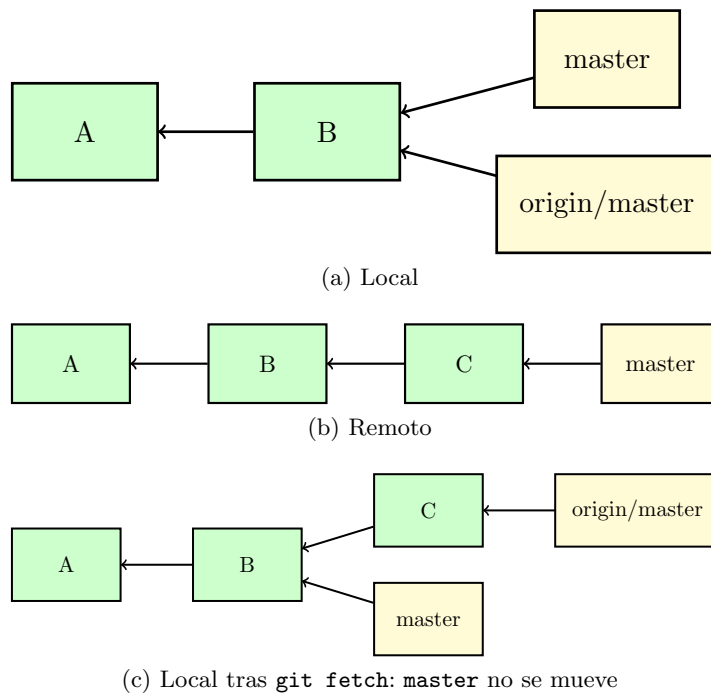 master
A
B
origin/master
(a) Local
A
B
C
master
(b) Remoto
C
origin/master
A
B
master
(c) Local tras git fetch: master no se mueve